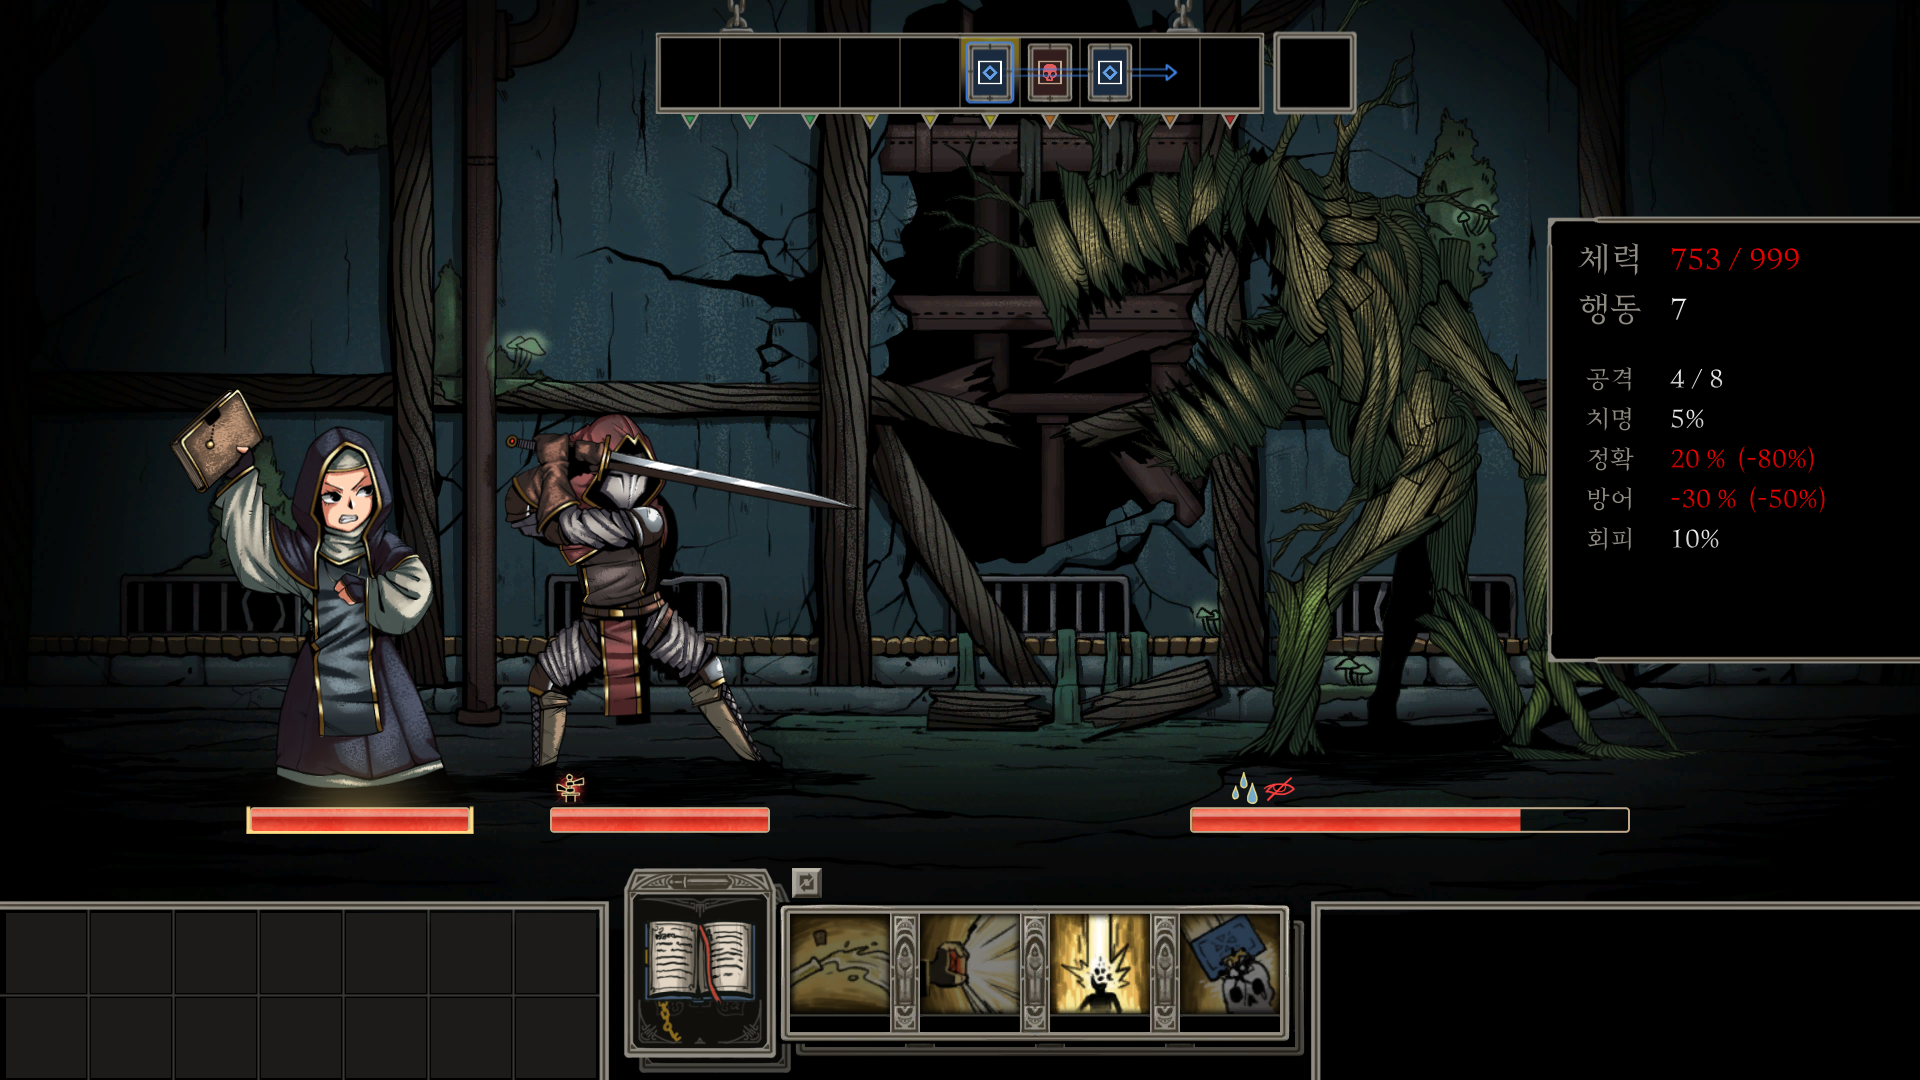 체력 753 / 999
행동 7
공격 4 / 8
치명 5%
정확 20 % (-80%)
방어 -30 % (-50%)
회피 10%